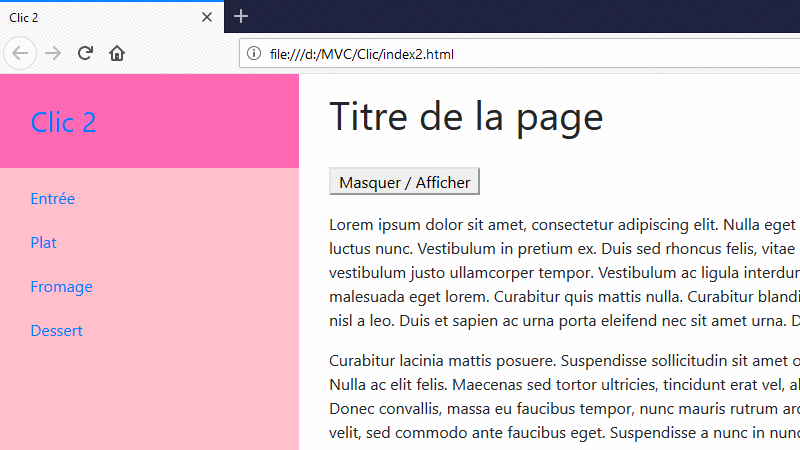 Clic 2
file:///d:/MVC/Clic/index2.html
Clic 2
Entrée
Plat
Fromage
Dessert
Titre de la page
Masquer / Afficher
Lorem ipsum dolor sit amet, consectetur adipiscing elit. Nulla eget
luctus nunc. Vestibulum in pretium ex. Duis sed rhoncus felis, vitae
vestibulum justo ullamcorper tempor. Vestibulum ac ligula interdum
malesuada eget lorem. Curabitur quis mattis nulla. Curabitur blandi
nisl a leo. Duis et sapien ac urna porta eleifend nec sit amet urna. D
Curabitur lacinia mattis posuere. Suspendisse sollicitudin sit amet o
Nulla ac elit felis. Maecenas sed tortor ultricies, tincidunt erat vel, al
Donec convallis, massa eu faucibus tempor, nunc mauris rutrum arc
velit, sed commodo ante faucibus eget. Suspendisse a nunc in nunc